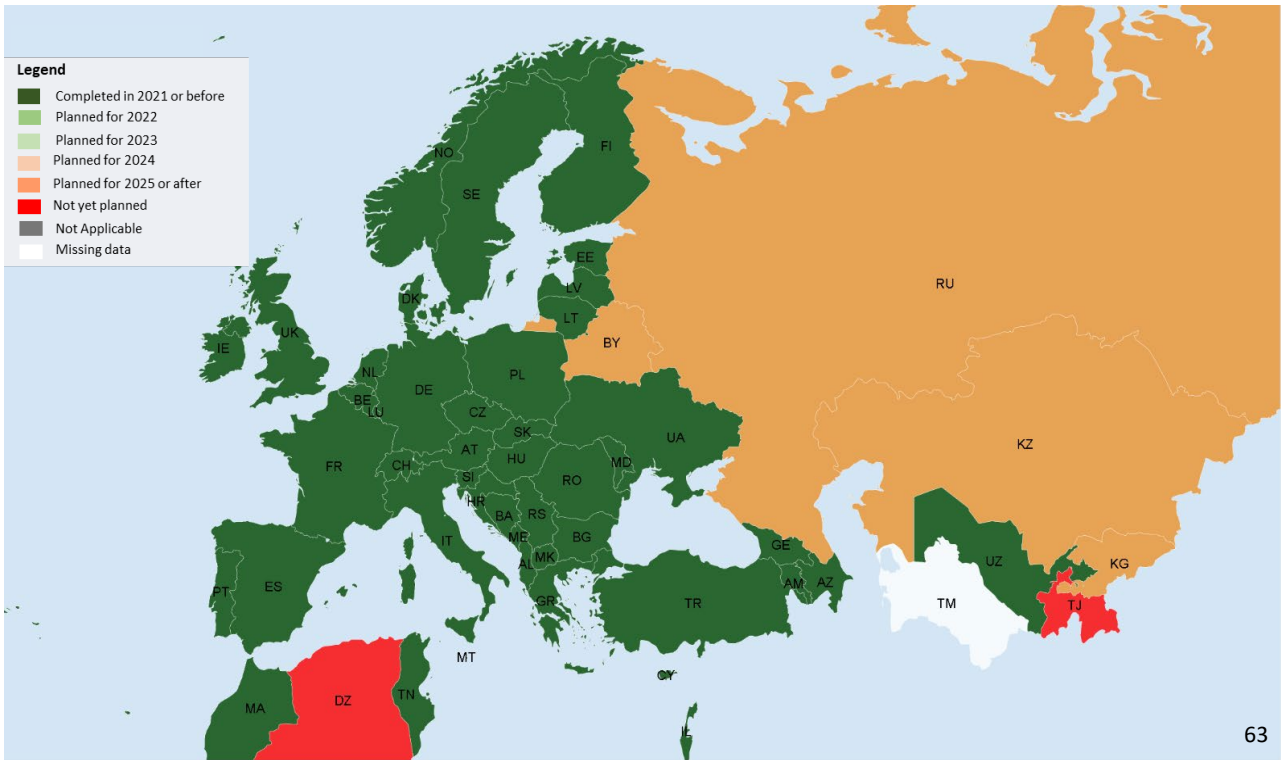 Legend
Completed in 2021 or before
Planned for 2022
Planned for 2023
Planned for 2024
Planned for 2025 or after
Not yet planned
Not Applicable
Missing data
NO
FI
SE
EE
RU
LV
DK
LT
UK
BY
IE
NL
PL
DE
BE
LU
CZ
SK
UA
KZ
AT
HU
MD
FR
CH
SI
RO
HR
BA
RS
ME
BG
IT
GE
MK
UZ
KG
AL
AM
AZ
ES
PT
GR
TR
TM
TJ
MT
CY
DZ
TN
MA
IL
63